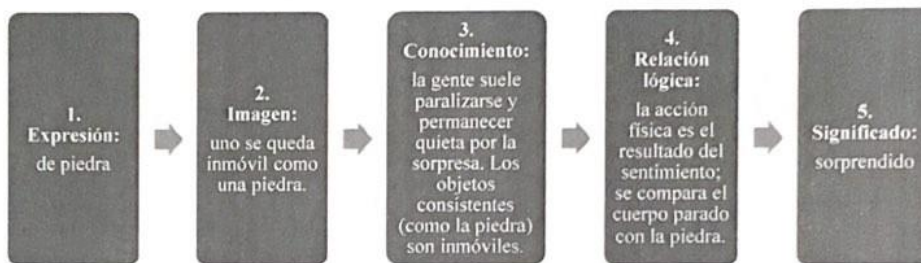 1.
Expresión:
de piedra
2.
Imagen:
uno se queda
inmóvil como
una piedra.
3.
Conocimiento:
la gente suele
paralizarse y
permanecer
quieta por la
sorpresa. Los
objetos
consistentes
(como la piedra)
son inmóviles.
4.
Relación
lógica:
la acción
física es el
resultado del
sentimiento;
se compara el
cuerpo parado
con la piedra.
5.
Significado:
sorprendido